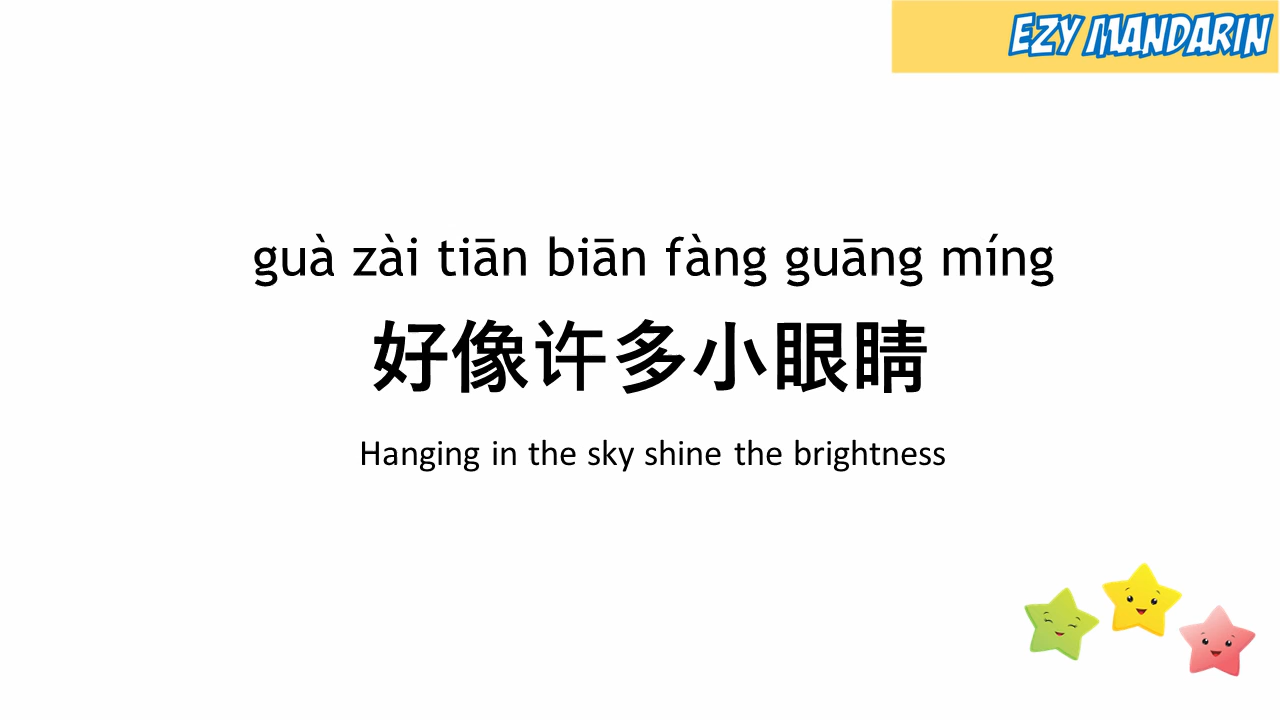 EZY MANDARIN
guà zài tiān biān fàng guāng míng
好像许多小眼睛
Hanging in the sky shine the brightness